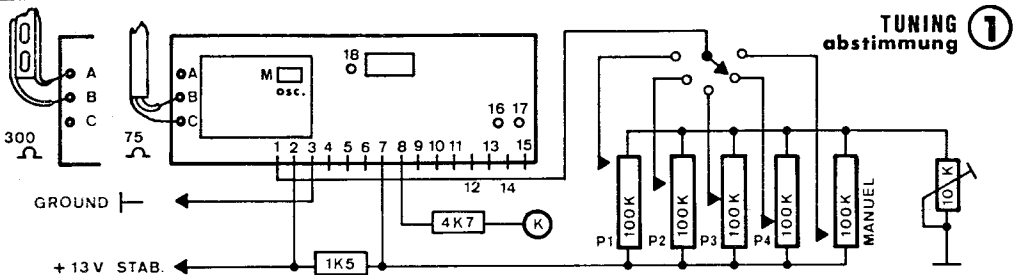 TUNING
abstimmung
1
A
B
C
300
Ω
75
Ω
A
B
C
M
osc.
18
16 17
1 2 3 4 5 6 7 8 9 10 11 13 15
12 14
GROUND
4K7
K
+ 13 V STAB.
1K5
P1
100K
P2
100K
P3
100K
P4
100K
100K
MANUEL
10 K